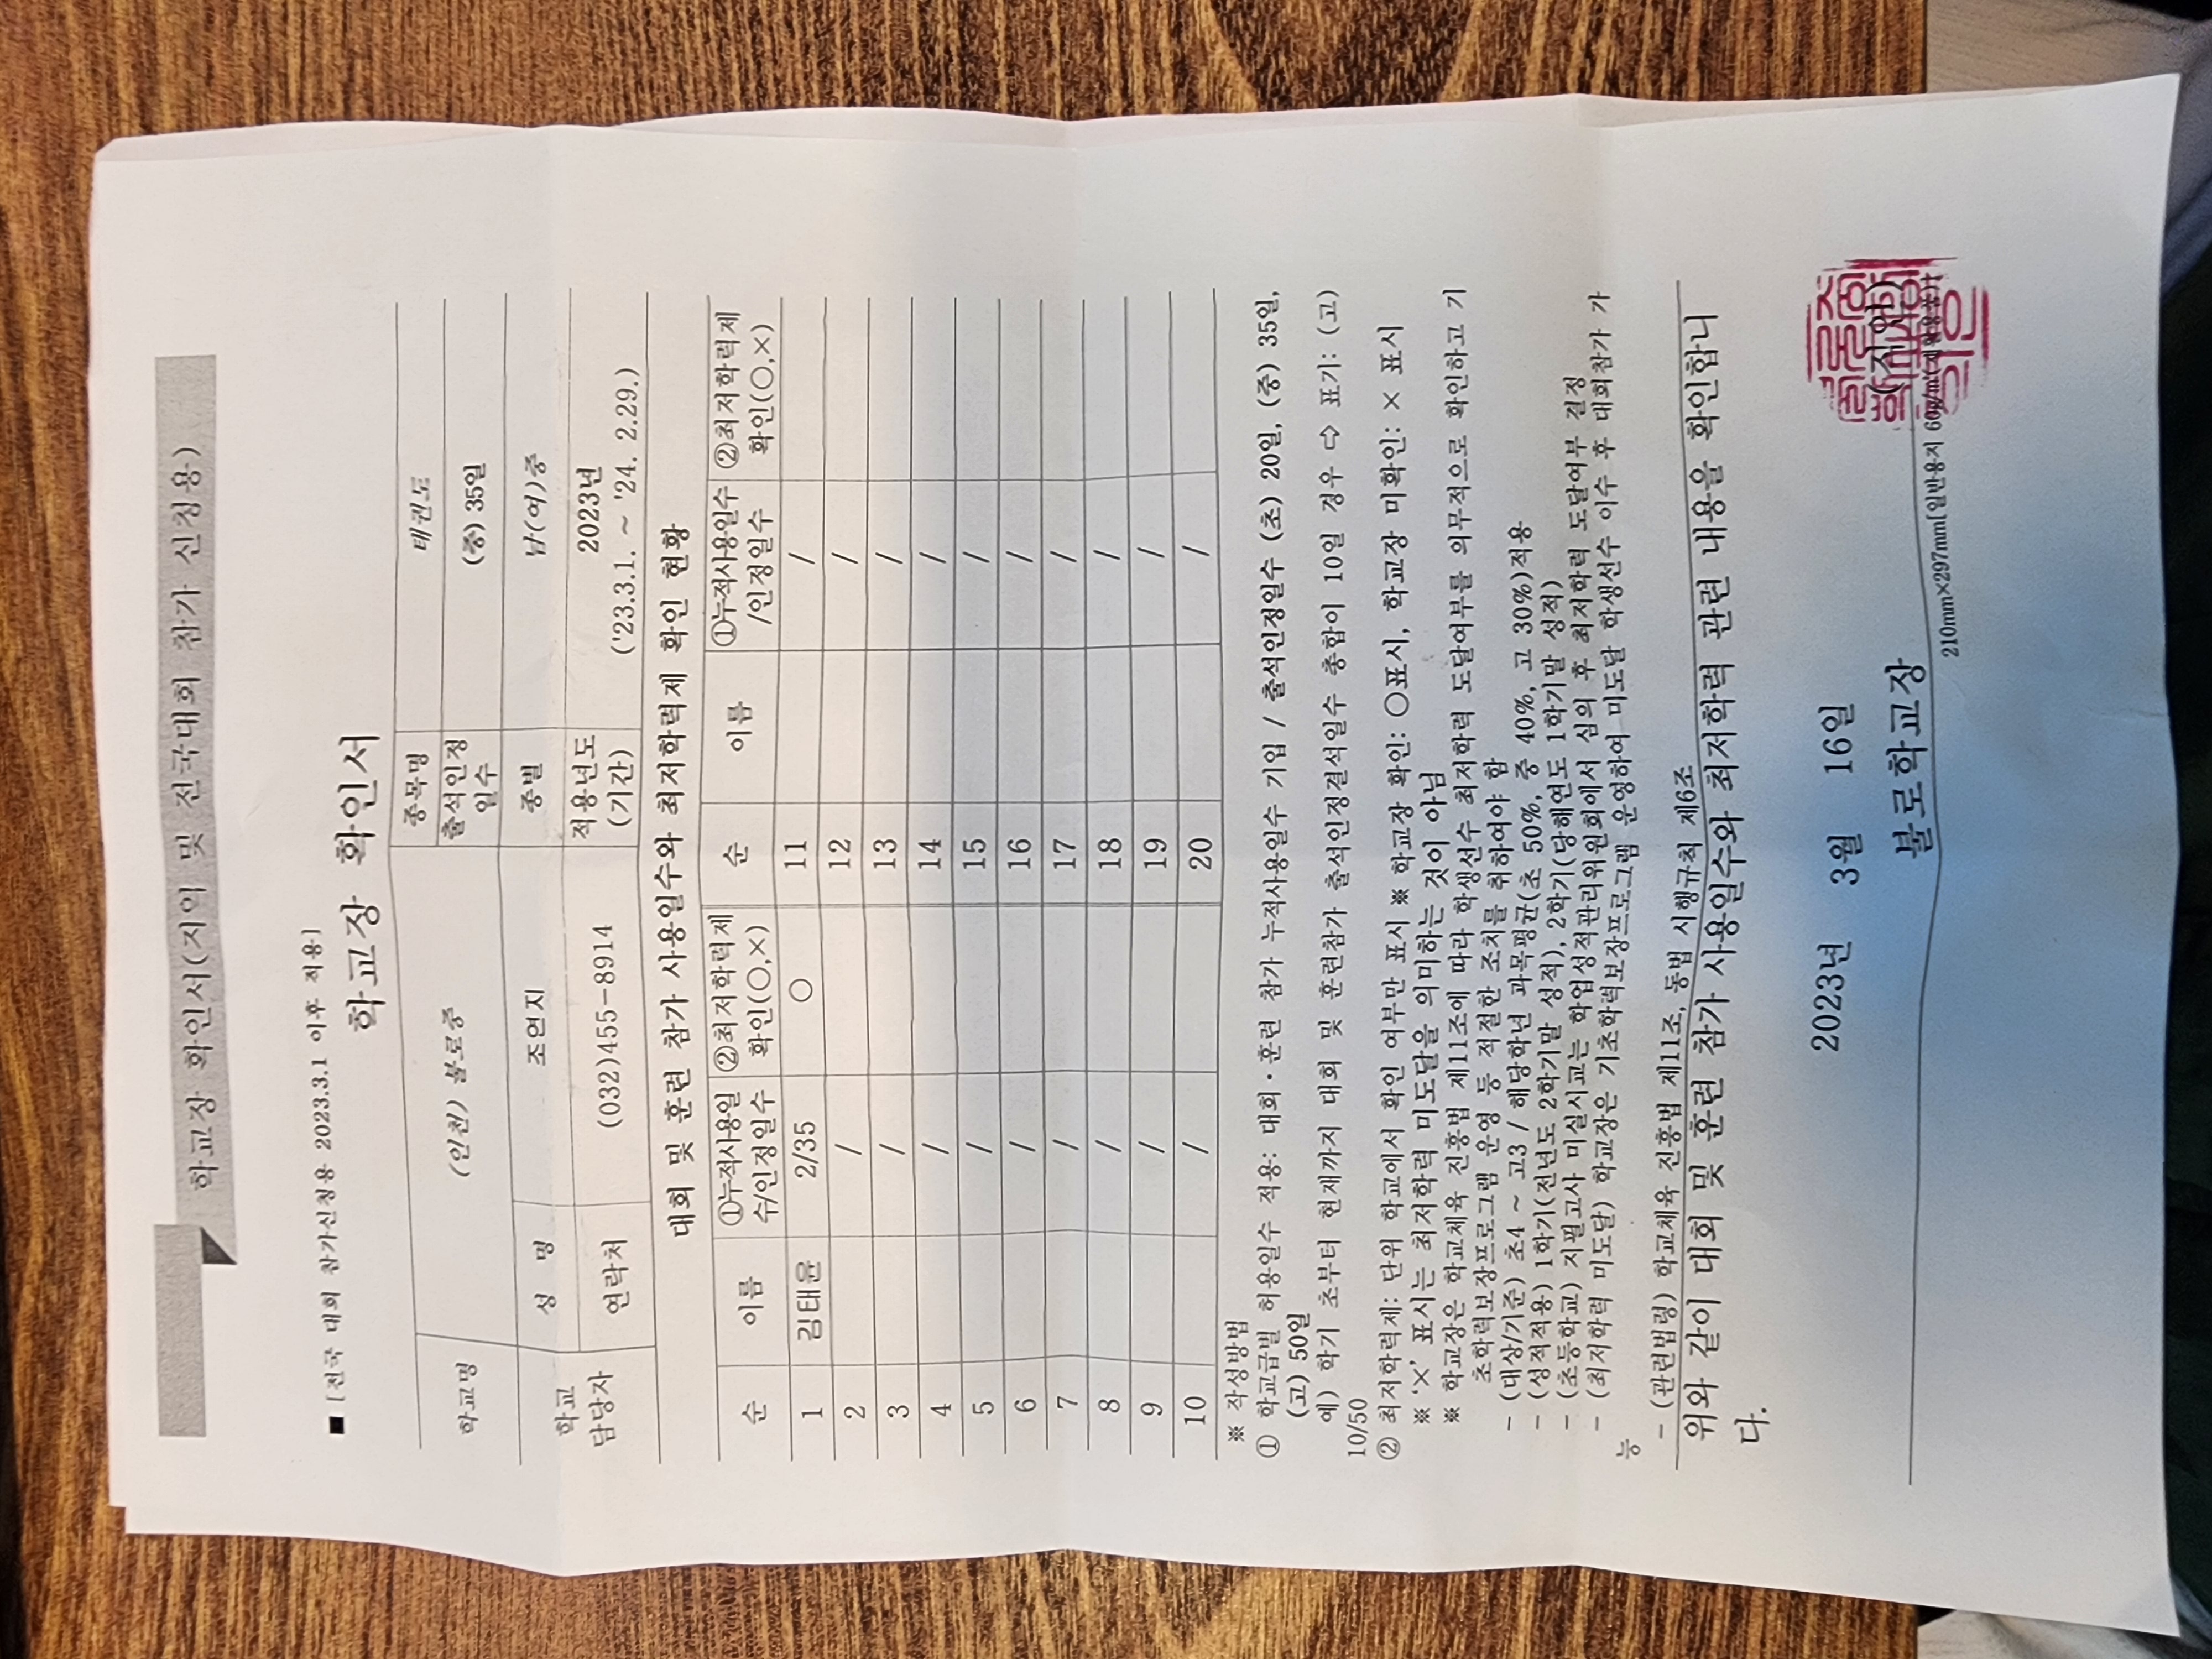 학교장 확인서(지역 및 전국대회 참가 신청용)
■ [전국 대회 참가신청용 2023.3.1 이후 적용]
학교장 확인서
학교명 (인천) 불로중 종목명 태권도
출석인정 일수 (중) 35일
학교 담당자 성 명 조연지 종별 남(여)중
연락처 (032)455-8914 적용년도 (기간) 2023년 ('23.3.1. ~ '24. 2.29.)
대회 및 훈련 참가 사용일수와 최저학력제 확인 현황
순 이름 ①누적사용일수/인정일수 ②최저학력제 확인(○,×) 순 이름 ①누적사용일수/인정일수 ②최저학력제 확인(○,×)
1 김태윤 2/35 ○ 11 /
2 / 12 /
3 / 13 /
4 / 14 /
5 / 15 /
6 / 16 /
7 / 17 /
8 / 18 /
9 / 19 /
10 / 20 /
※ 작성방법
① 학교급별 허용일수 적용: 대회·훈련 참가 누적사용일수 기입 / 출석인정일수 (초) 20일, (중) 35일,
(고) 50일
예) 학기 초부터 현재까지 대회 및 훈련참가 출석인정결석일수 총합이 10일 경우 ⇨ 표기: (고)
10/50
② 최저학력제: 단위 학교에서 확인 여부만 표시 ※ 학교장 확인: ○표시, 학교장 미확인: × 표시
※ '×' 표시는 최저학력 미도달을 의미하는 것이 아님
※ 학교장은 학교체육 진흥법 제11조에 따라 학생선수 최저학력 도달여부를 의무적으로 확인하고 기
초학력보장프로그램 운영 등 적절한 조치를 취하여야 함
- (대상/기준) 초4 ~ 고3 / 해당학년 과목평균(초 50%, 중 40%, 고 30%)적용
- (성적적용) 1학기(전년도 2학기말 성적), 2학기(당해연도 1학기말 성적)
- (초등학교) 지필고사 미실시교는 학업성적관리위원회에서 심의 후 최저학력 도달여부 결정
- (최저학력 미도달) 학교장은 기초학력보장프로그램 운영하여 미도달 학생선수 이수 후 대회참가 가
능
- (관련법령) 학교체육 진흥법 제11조, 동법 시행규칙 제6조
위와 같이 대회 및 훈련 참가 사용일수와 최저학력 관련 내용을 확인합니
다.
2023년 3월 16일
불로학교장 (직인)
210mm×297mm[일반용지 60g/㎡(재활용품)]